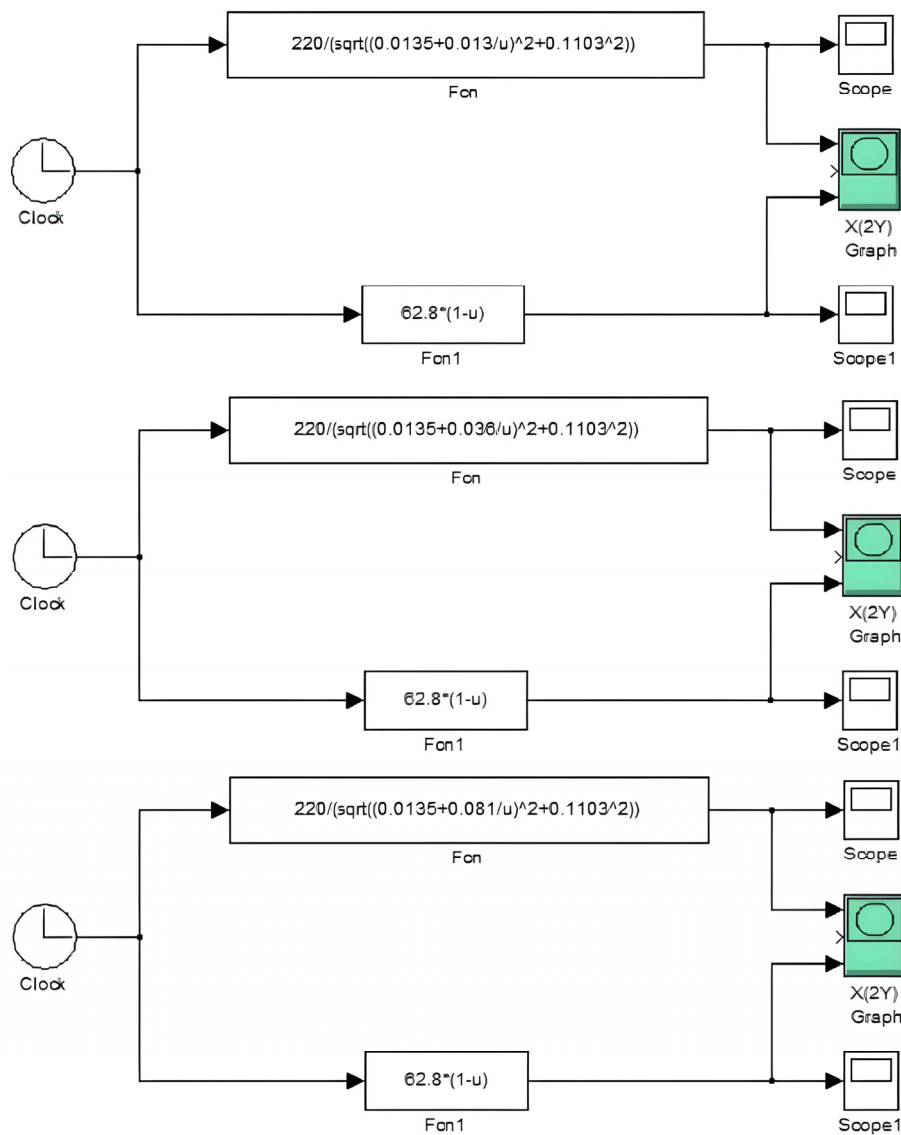 220/(sqrt((0.0135+0.013/u)^2+0.1103^2))
Fcn
Scope
Clock
X(2Y)
Graph
62.8*(1-u)
Fcn1
Scope1
220/(sqrt((0.0135+0.036/u)^2+0.1103^2))
Fcn
Scope
Clock
X(2Y)
Graph
62.8*(1-u)
Fcn1
Scope1
220/(sqrt((0.0135+0.081/u)^2+0.1103^2))
Fcn
Scope
Clock
X(2Y)
Graph
62.8*(1-u)
Fcn1
Scope1